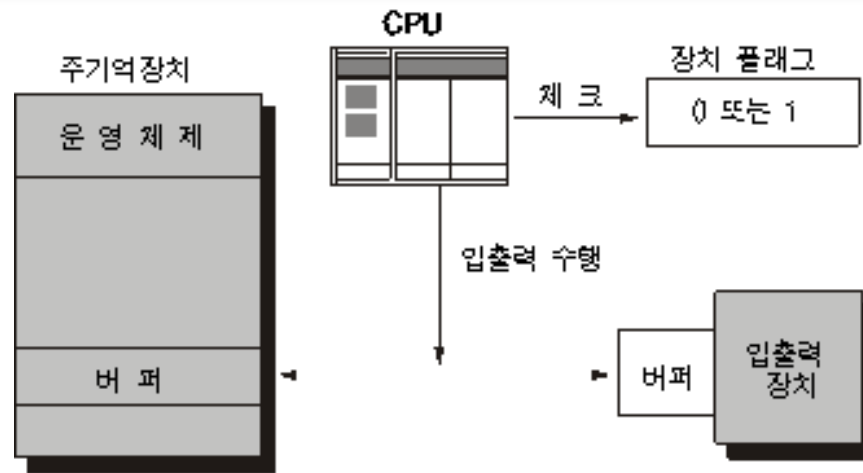 CPU
주기억장치
장치 플래그
운 영 체 제
체 크
0 또는 1
입출력 수행
버 퍼
버퍼
입출력
장치